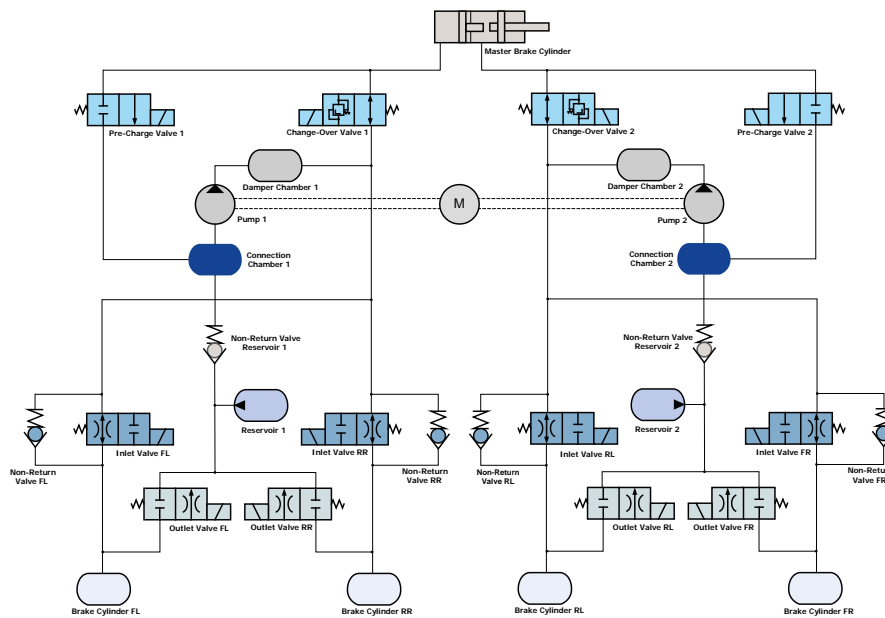 Master Brake Cylinder
Pre-Charge Valve 1
Change-Over Valve 1
Change-Over Valve 2
Pre-Charge Valve 2
Damper Chamber 1
Damper Chamber 2
Pump 1
M
Pump 2
Connection
Chamber 1
Connection
Chamber 2
Non-Return Valve
Reservoir 1
Non-Return Valve
Reservoir 2
Reservoir 1
Reservoir 2
Inlet Valve FL
Inlet Valve RR
Inlet Valve RL
Inlet Valve FR
Non-Return
Valve FL
Non-Return
Valve RR
Non-Return
Valve RL
Non-Return
Valve FR
Outlet Valve FL
Outlet Valve RR
Outlet Valve RL
Outlet Valve FR
Brake Cylinder FL
Brake Cylinder RR
Brake Cylinder RL
Brake Cylinder FR